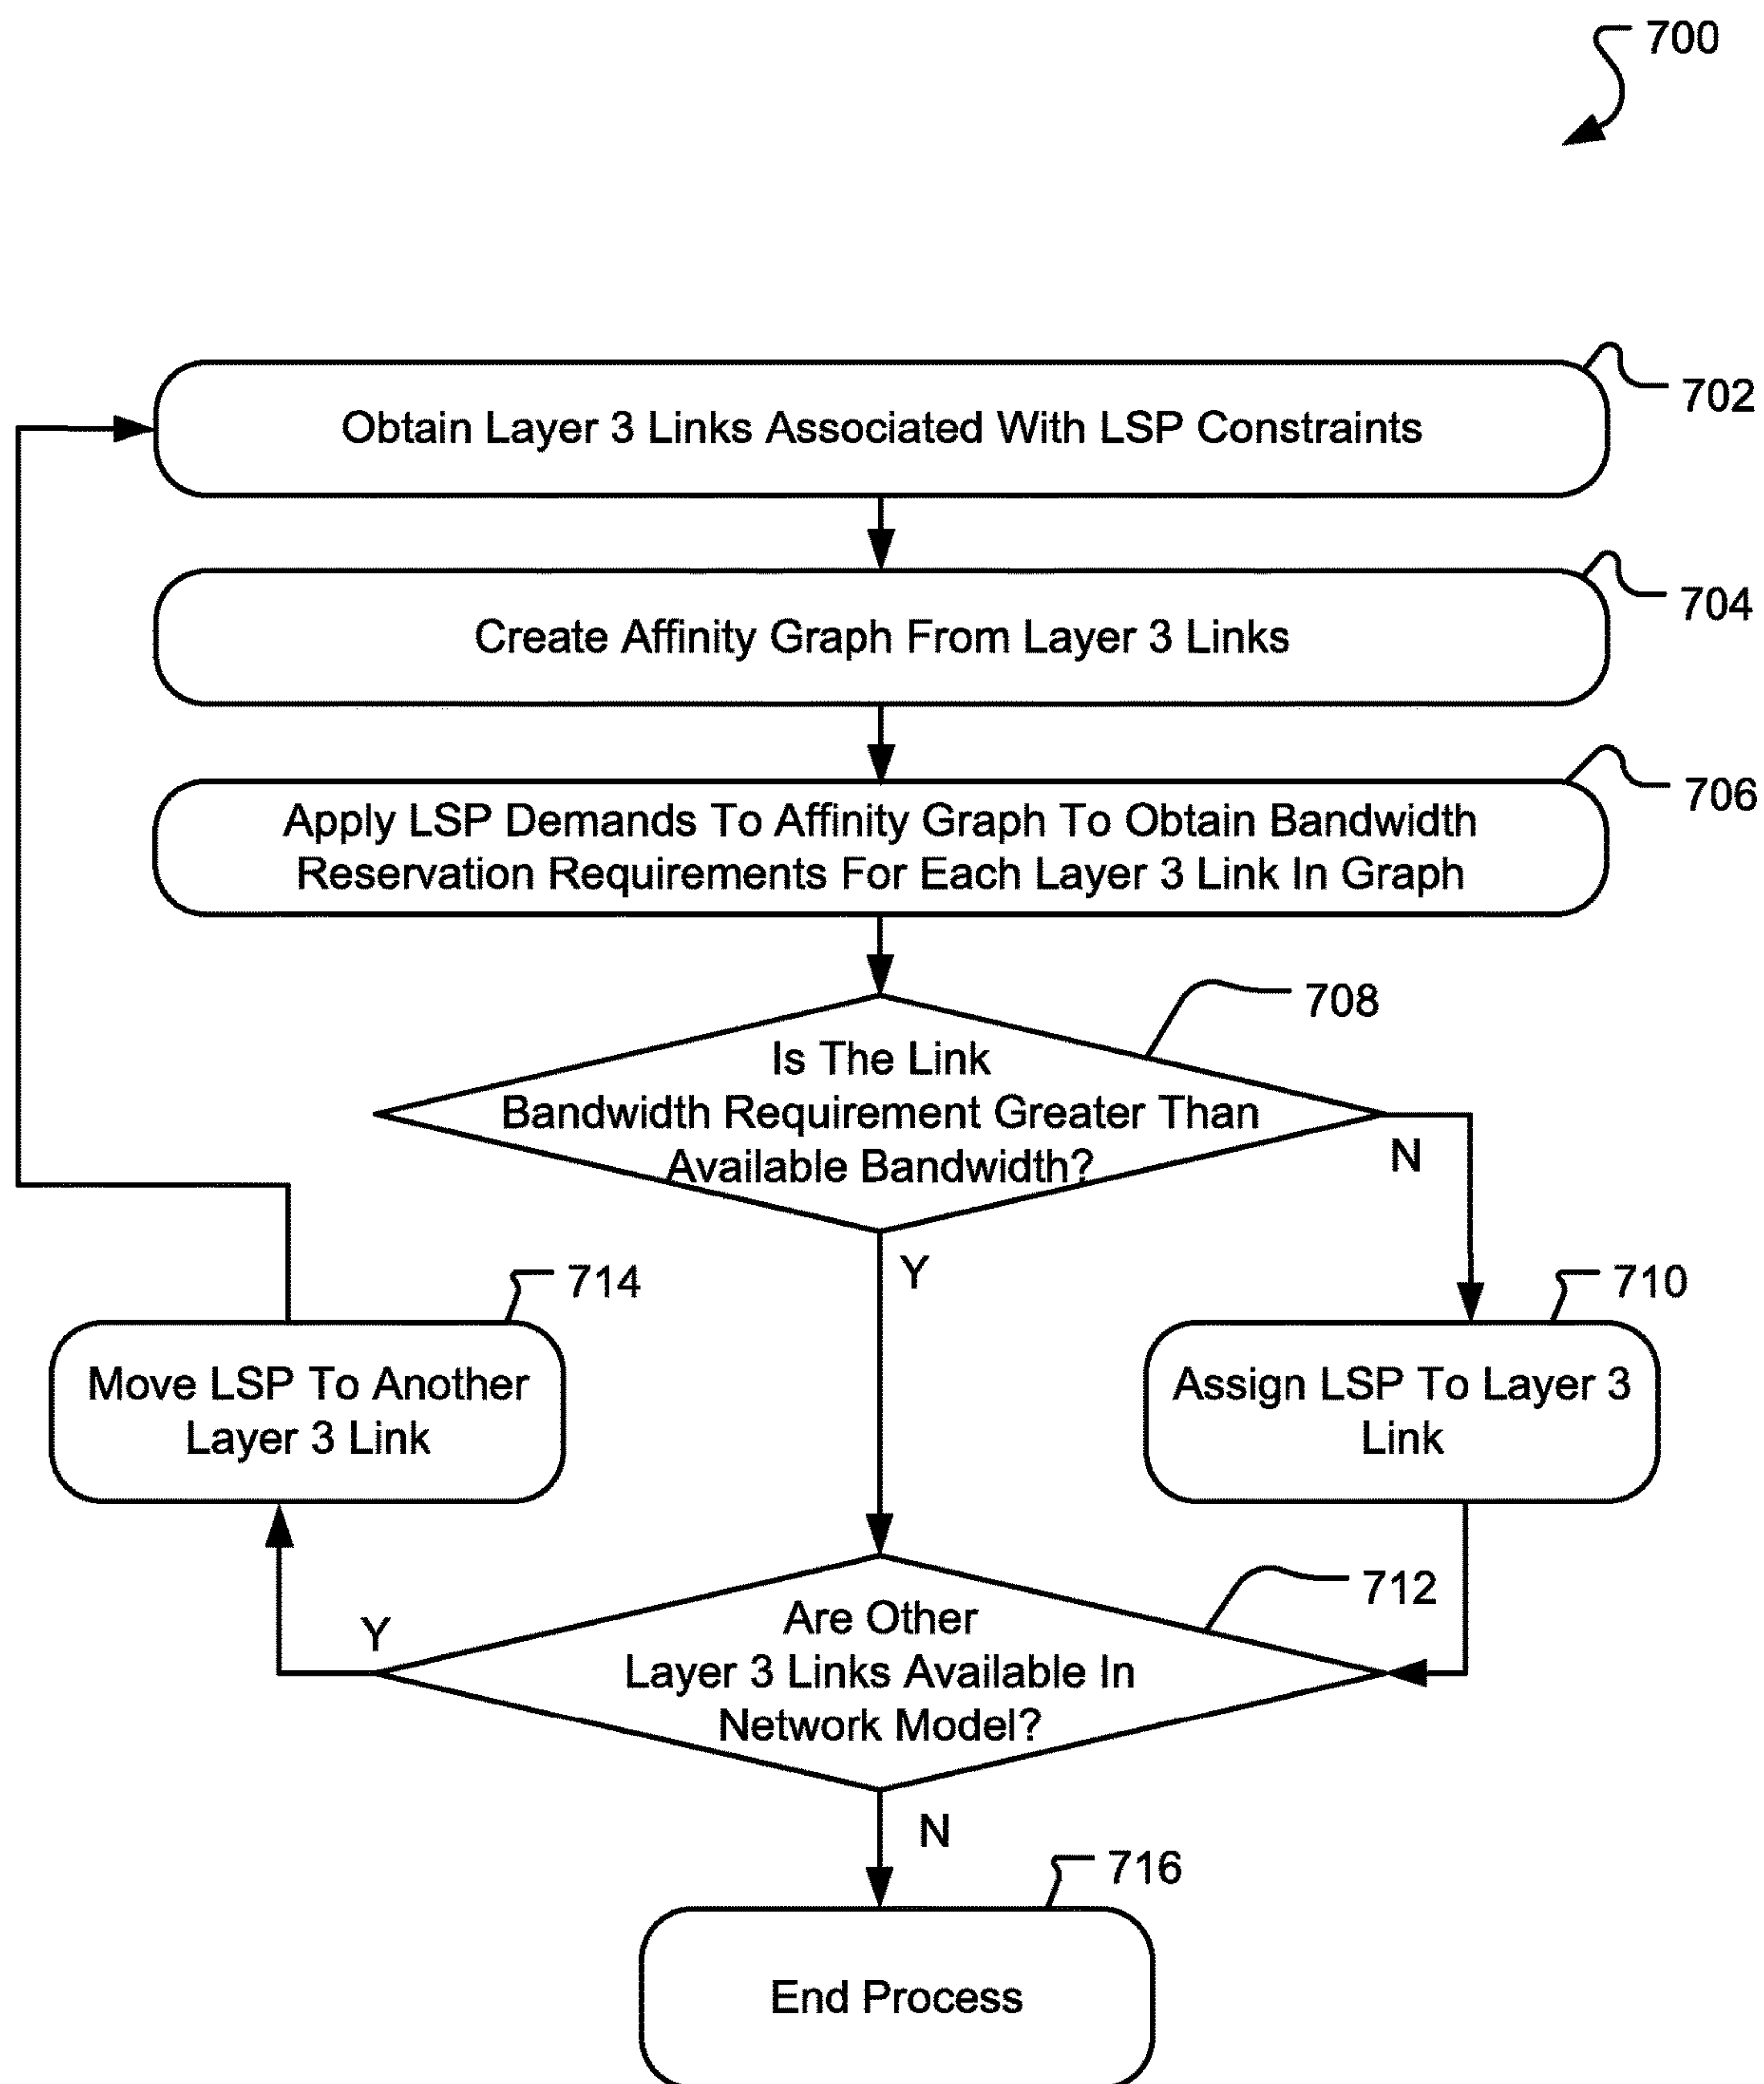 700
Obtain Layer 3 Links Associated With LSP Constraints
702
Create Affinity Graph From Layer 3 Links
704
Apply LSP Demands To Affinity Graph To Obtain Bandwidth
Reservation Requirements For Each Layer 3 Link In Graph
706
Is The Link
Bandwidth Requirement Greater Than
Available Bandwidth?
708
N
Y
714
Move LSP To Another
Layer 3 Link
710
Assign LSP To Layer 3
Link
Are Other
Layer 3 Links Available In
Network Model?
712
Y
N
716
End Process